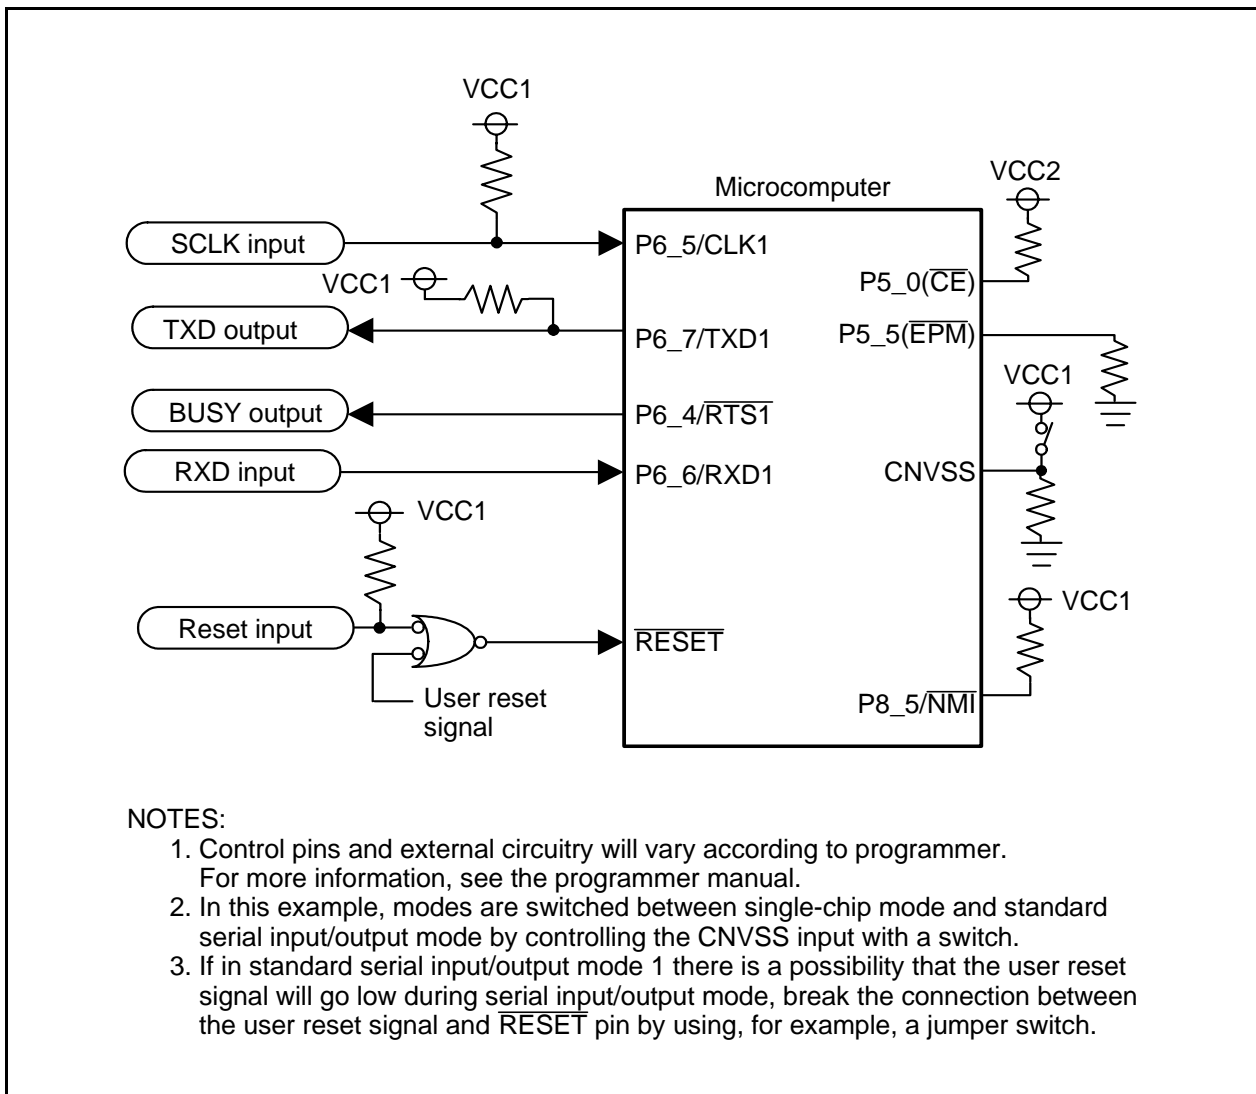 VCC1
VCC2
Microcomputer
SCLK input
P6_5/CLK1
VCC1
P5_0(CE)
TXD output
P6_7/TXD1
P5_5(EPM)
VCC1
BUSY output
P6_4/RTS1
RXD input
P6_6/RXD1
CNVSS
VCC1
VCC1
Reset input
RESET
User reset
signal
P8_5/NMI
NOTES:
1. Control pins and external circuitry will vary according to programmer.
For more information, see the programmer manual.
2. In this example, modes are switched between single-chip mode and standard
serial input/output mode by controlling the CNVSS input with a switch.
3. If in standard serial input/output mode 1 there is a possibility that the user reset
signal will go low during serial input/output mode, break the connection between
the user reset signal and RESET pin by using, for example, a jumper switch.